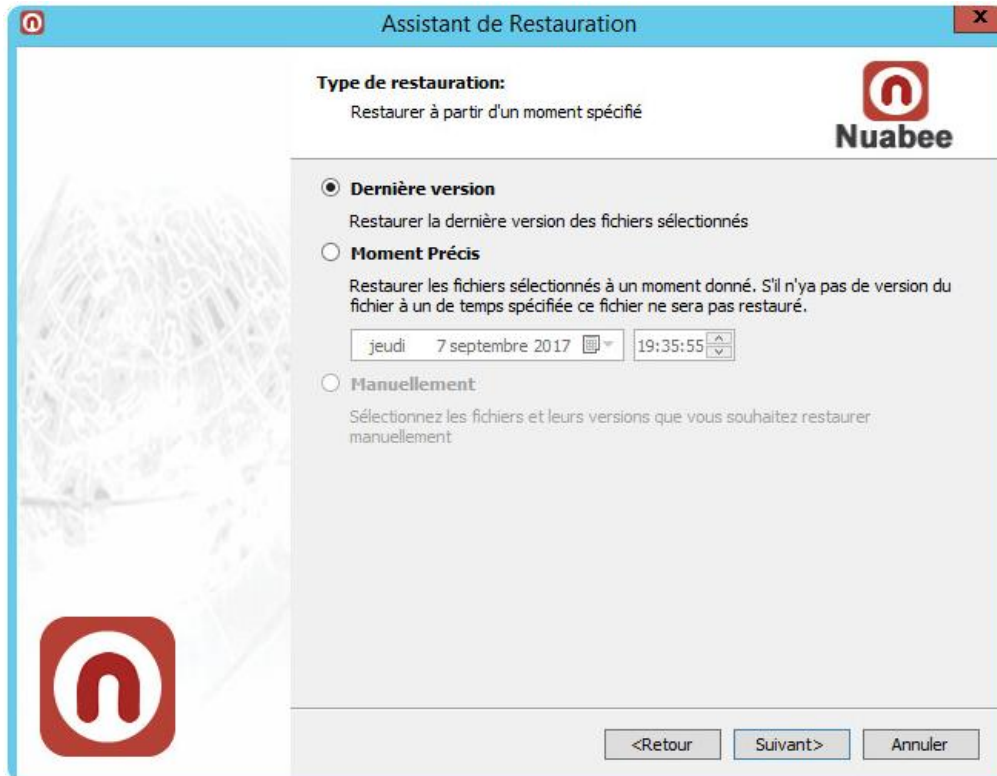 Assistant de Restauration
x
Type de restauration:
Restaurer à partir d'un moment spécifié
Nuabee
Dernière version
Restaurer la dernière version des fichiers sélectionnés
Moment Précis
Restaurer les fichiers sélectionnés à un moment donné. S'il n'ya pas de version du
fichier à un de temps spécifiée ce fichier ne sera pas restauré.
jeudi 7 septembre 2017 19:35:55
Manuellement
Sélectionnez les fichiers et leurs versions que vous souhaitez restaurer
manuellement
<Retour Suivant> Annuler